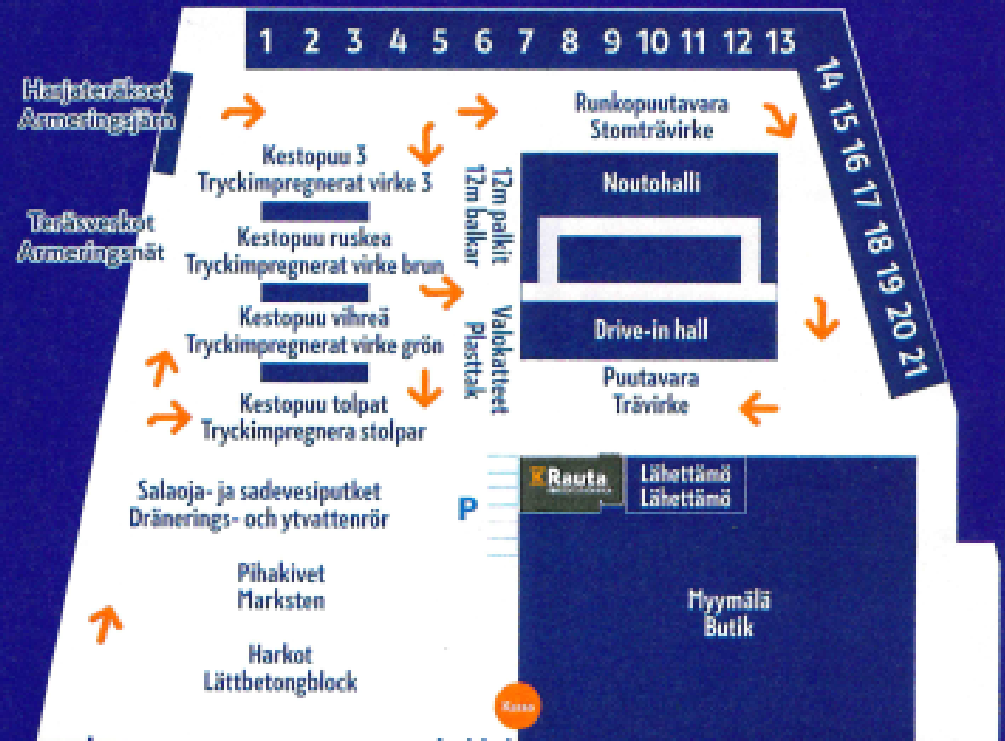 1 2 3 4 5 6 7 8 9 10 11 12 13
14 15 16 17 18 19 20 21
Harjateräkset
Armeringsjärn
Runkopuutavara
Stomträvirke
Kestopuu 3
Tryckimpregnerat virke 3
Noutohalli
12m palkit
12m balkar
Teräsverkot
Armeringsnät
Kestopuu ruskea
Tryckimpregnerat virke brun
Kestopuu vihreä
Tryckimpregnerat virke grön
Valokatteet
Plasttak
Drive-in hall
Puutavara
Trävirke
Kestopuu tolpat
Tryckimpregnera stolpar
K Rauta
Lähettämö
Lähettämö
Salaoja- ja sadevesiputket
Dränerings- och ytvattenrör
P
Pihakivet
Marksten
Myymälä
Butik
Harkot
Lättbetongblock
Kassa